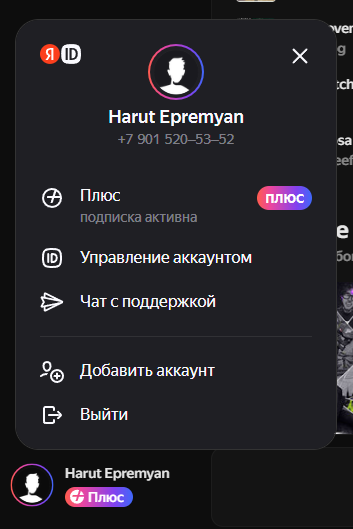 Я ID
Harut Epremyan
+7 901 520–53–52
Плюс
подписка активна
плюс
Управление аккаунтом
Чат с поддержкой
Добавить аккаунт
Выйти
Harut Epremyan
Плюс